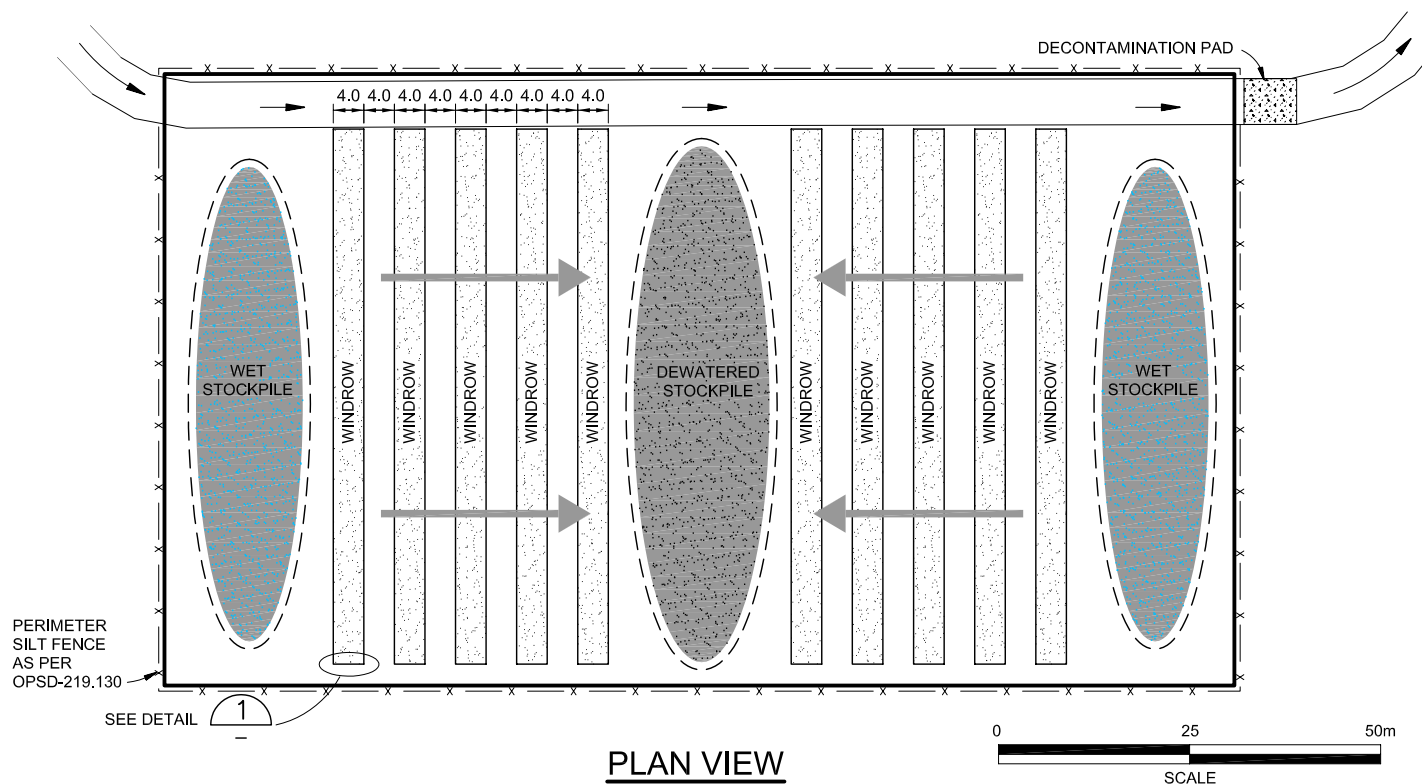 DECONTAMINATION PAD
4.0 4.0 4.0 4.0 4.0 4.0 4.0 4.0 4.0
WET
STOCKPILE
WINDROW
WINDROW
WINDROW
WINDROW
WINDROW
DEWATERED
STOCKPILE
WINDROW
WINDROW
WINDROW
WINDROW
WINDROW
WET
STOCKPILE
PERIMETER
SILT FENCE
AS PER
OPSD-219.130
SEE DETAIL
1
–
PLAN VIEW
0 25 50m
SCALE